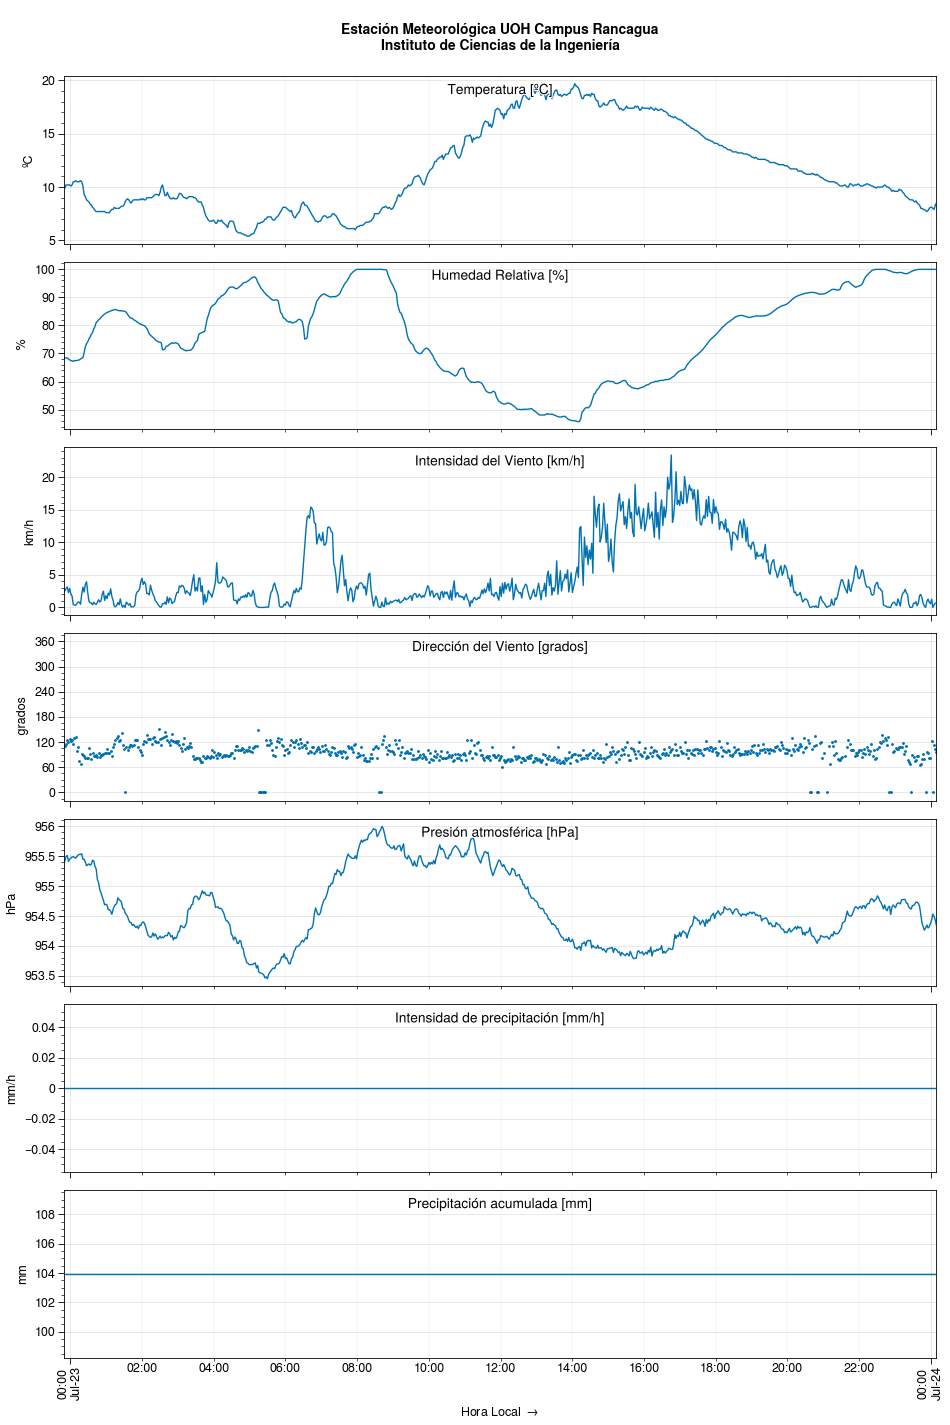 Estación Meteorológica UOH Campus Rancagua
Instituto de Ciencias de la Ingeniería
Temperatura [ºC]
ºC
20
15
10
5
Humedad Relativa [%]
%
100
90
80
70
60
50
Intensidad del Viento [km/h]
km/h
20
15
10
5
0
Dirección del Viento [grados]
grados
360
300
240
180
120
60
0
Presión atmosférica [hPa]
hPa
956
955.5
955
954.5
954
953.5
Intensidad de precipitación [mm/h]
mm/h
0.04
0.02
0
−0.02
−0.04
Precipitación acumulada [mm]
mm
108
106
104
102
100
00:00
Jul-23
02:00
04:00
06:00
08:00
10:00
12:00
14:00
16:00
18:00
20:00
22:00
00:00
Jul-24
Hora Local →